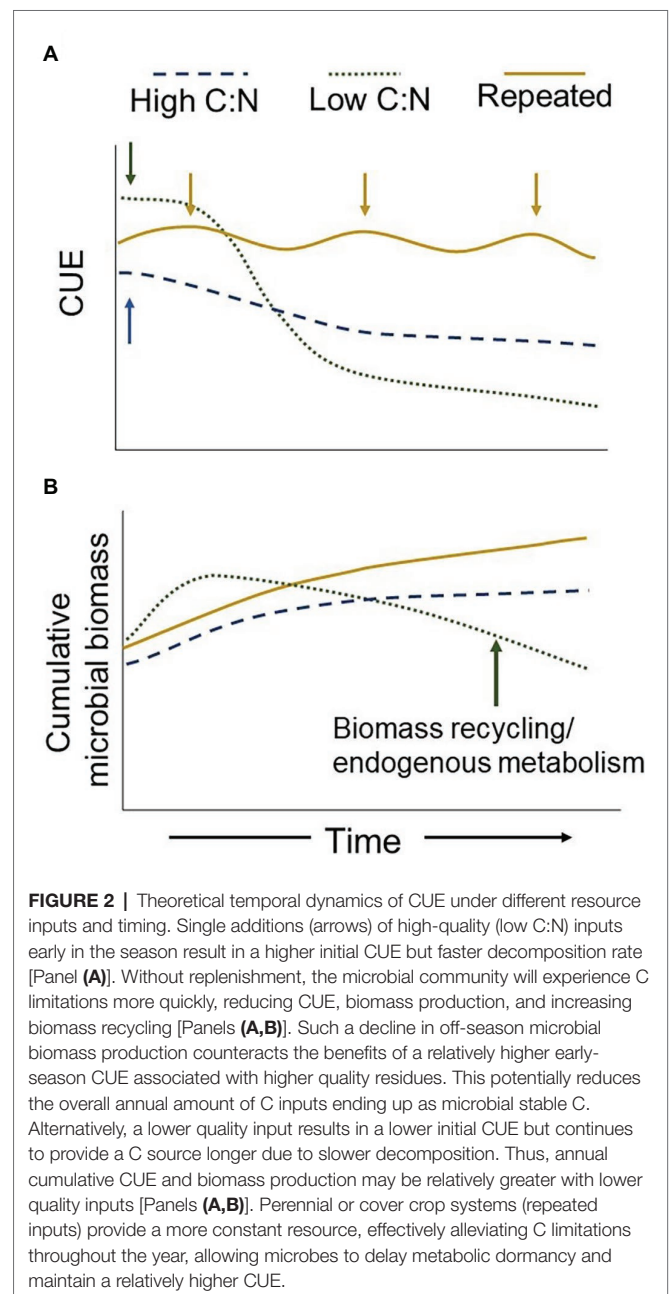 A
High C:N Low C:N Repeated
CUE
B
Cumulative
microbial biomass
Biomass recycling/
endogenous metabolism
Time
FIGURE 2 | Theoretical temporal dynamics of CUE under different resource
inputs and timing. Single additions (arrows) of high-quality (low C:N) inputs
early in the season result in a higher initial CUE but faster decomposition rate
[Panel (A)]. Without replenishment, the microbial community will experience C
limitations more quickly, reducing CUE, biomass production, and increasing
biomass recycling [Panels (A,B)]. Such a decline in off-season microbial
biomass production counteracts the benefits of a relatively higher early-
season CUE associated with higher quality residues. This potentially reduces
the overall annual amount of C inputs ending up as microbial stable C.
Alternatively, a lower quality input results in a lower initial CUE but continues
to provide a C source longer due to slower decomposition. Thus, annual
cumulative CUE and biomass production may be relatively greater with lower
quality inputs [Panels (A,B)]. Perennial or cover crop systems (repeated
inputs) provide a more constant resource, effectively alleviating C limitations
throughout the year, allowing microbes to delay metabolic dormancy and
maintain a relatively higher CUE.